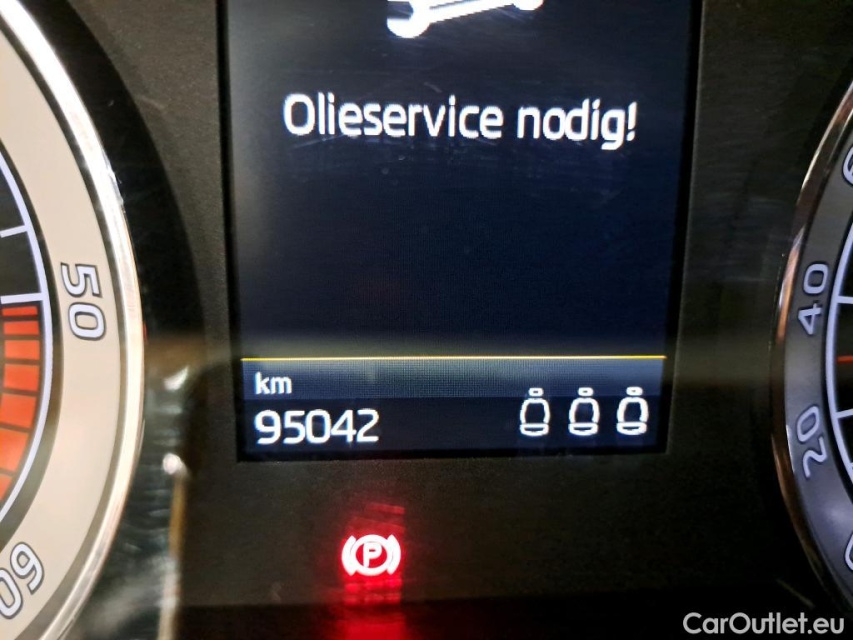 Olieservice nodig!
50
60
km
95042
P
40
20
CarOutlet.eu